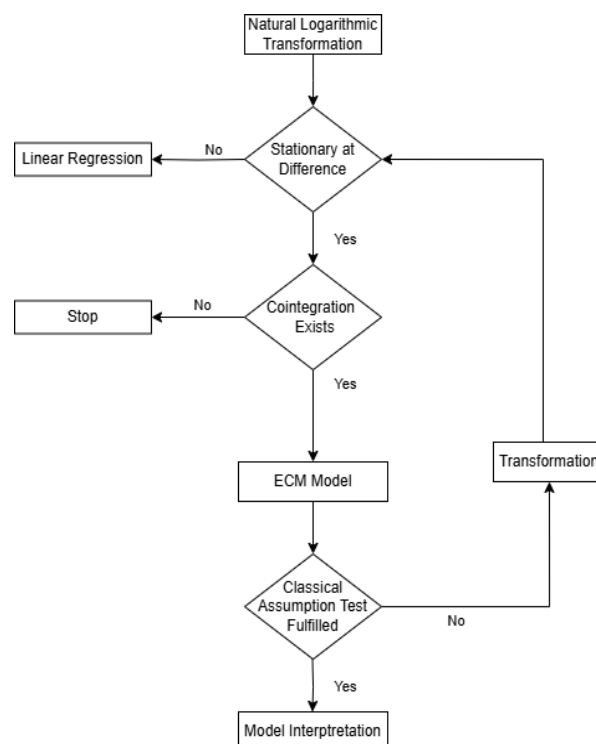 Natural Logarithmic
Transformation
Linear Regression
No
Stationary at
Difference
Yes
Stop
No
Cointegration
Exists
Yes
ECM Model
Transformation
Classical
Assumption Test
Fulfilled
No
Yes
Model Interptretation